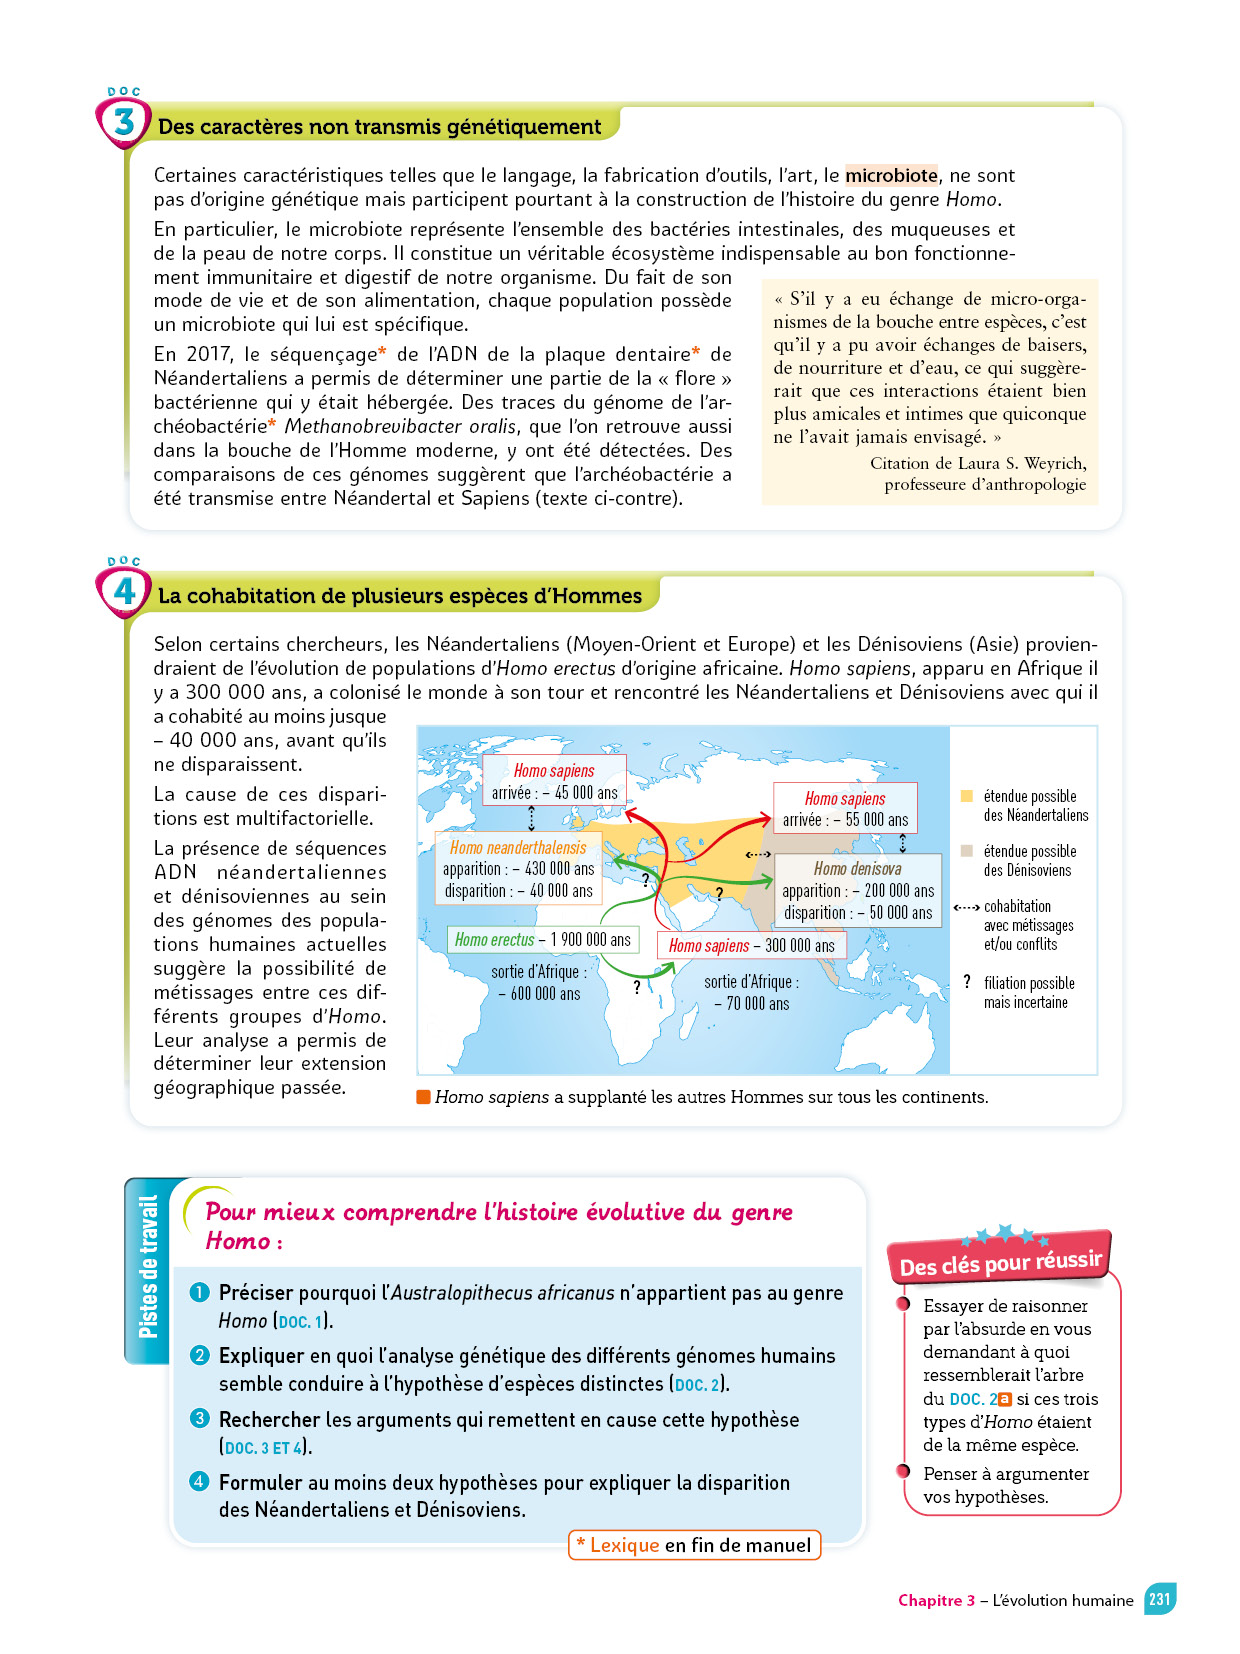 DOC
3
Des caractères non transmis génétiquement
Certaines caractéristiques telles que le langage, la fabrication d'outils, l'art, le microbiote, ne sont
pas d'origine génétique mais participent pourtant à la construction de l'histoire du genre Homo.
En particulier, le microbiote représente l'ensemble des bactéries intestinales, des muqueuses et
de la peau de notre corps. Il constitue un véritable écosystème indispensable au bon fonctionne-
ment immunitaire et digestif de notre organisme. Du fait de son
mode de vie et de son alimentation, chaque population possède
un microbiote qui lui est spécifique.
En 2017, le séquençage* de l'ADN de la plaque dentaire* de
Néandertaliens a permis de déterminer une partie de la « flore »
bactérienne qui y était hébergée. Des traces du génome de l'ar-
chéobactérie* Methanobrevibacter oralis, que l'on retrouve aussi
dans la bouche de l'Homme moderne, y ont été détectées. Des
comparaisons de ces génomes suggèrent que l'archéobactérie a
été transmise entre Néandertal et Sapiens (texte ci-contre).
« S'il y a eu échange de micro-orga-
nismes de la bouche entre espèces, c'est
qu'il y a pu avoir échanges de baisers,
de nourriture et d'eau, ce qui suggère-
rait que ces interactions étaient bien
plus amicales et intimes que quiconque
ne l'avait jamais envisagé. »
Citation de Laura S. Weyrich,
professeure d'anthropologie
DOC
4
La cohabitation de plusieurs espèces d'Hommes
Selon certains chercheurs, les Néandertaliens (Moyen-Orient et Europe) et les Dénisoviens (Asie) provien-
draient de l'évolution de populations d'Homo erectus d'origine africaine. Homo sapiens, apparu en Afrique il
y a 300 000 ans, a colonisé le monde à son tour et rencontré les Néandertaliens et Dénisoviens avec qui il
a cohabité au moins jusque
– 40 000 ans, avant qu'ils
ne disparaissent.
La cause de ces dispari-
tions est multifactorielle.
La présence de séquences
ADN néandertaliennes
et dénisoviennes au sein
des génomes des popula-
tions humaines actuelles
suggère la possibilité de
métissages entre ces dif-
férents groupes d'Homo.
Leur analyse a permis de
déterminer leur extension
géographique passée.
Homo sapiens
arrivée : – 45 000 ans
Homo neanderthalensis
apparition : – 430 000 ans
disparition : – 40 000 ans
Homo erectus – 1 900 000 ans
sortie d'Afrique :
– 600 000 ans
?
?
?
Homo sapiens
arrivée : – 55 000 ans
Homo denisova
apparition : – 200 000 ans
disparition : – 50 000 ans
Homo sapiens – 300 000 ans
sortie d'Afrique :
– 70 000 ans
étendue possible
des Néandertaliens
étendue possible
des Dénisoviens
cohabitation
avec métissages
et/ou conflits
? filiation possible
mais incertaine
Homo sapiens a supplanté les autres Hommes sur tous les continents.
Pistes de travail
Pour mieux comprendre l'histoire évolutive du genre
Homo :
1 Préciser pourquoi l'Australopithecus africanus n'appartient pas au genre
Homo (DOC. 1).
2 Expliquer en quoi l'analyse génétique des différents génomes humains
semble conduire à l'hypothèse d'espèces distinctes (DOC. 2).
3 Rechercher les arguments qui remettent en cause cette hypothèse
(DOC. 3 ET 4).
4 Formuler au moins deux hypothèses pour expliquer la disparition
des Néandertaliens et Dénisoviens.
* Lexique en fin de manuel
Des clés pour réussir
Essayer de raisonner
par l'absurde en vous
demandant à quoi
ressemblerait l'arbre
du DOC. 2a si ces trois
types d'Homo étaient
de la même espèce.
Penser à argumenter
vos hypothèses.
Chapitre 3 – L'évolution humaine 231